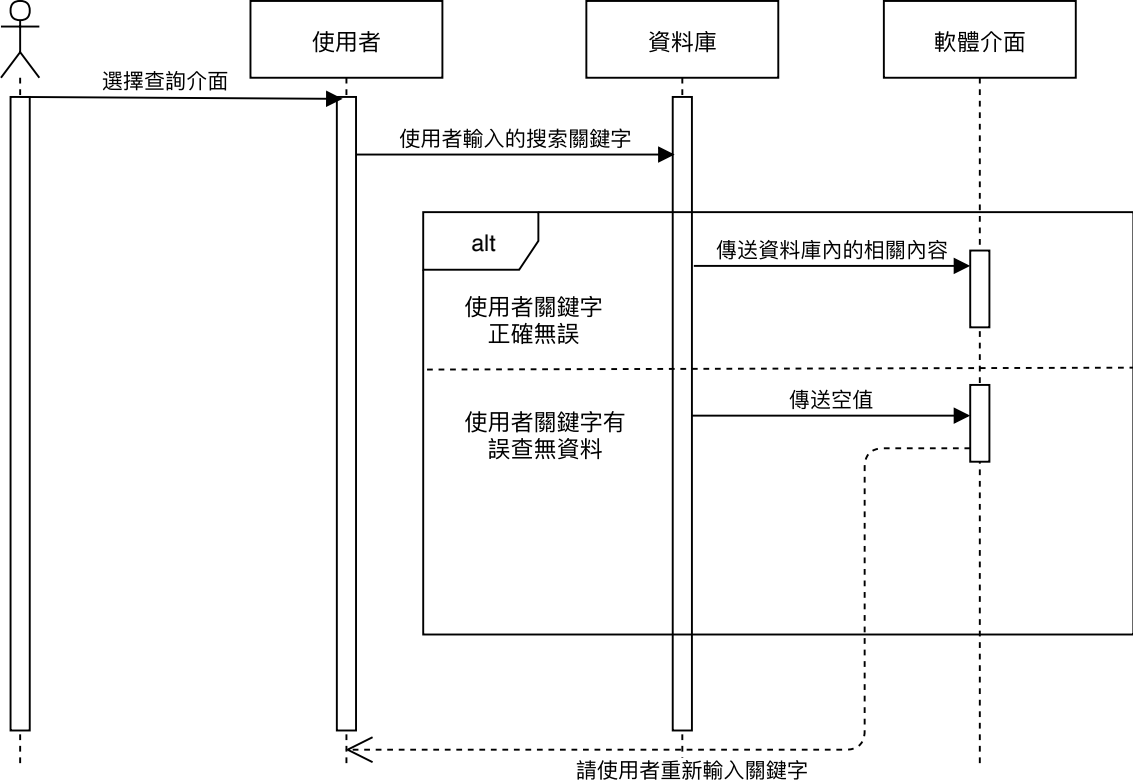 使用者
資料庫
軟體介面
選擇查詢介面
使用者輸入的搜索關鍵字
alt
傳送資料庫內的相關內容
使用者關鍵字
正確無誤
傳送空值
使用者關鍵字有
誤查無資料
請使用者重新輸入關鍵字